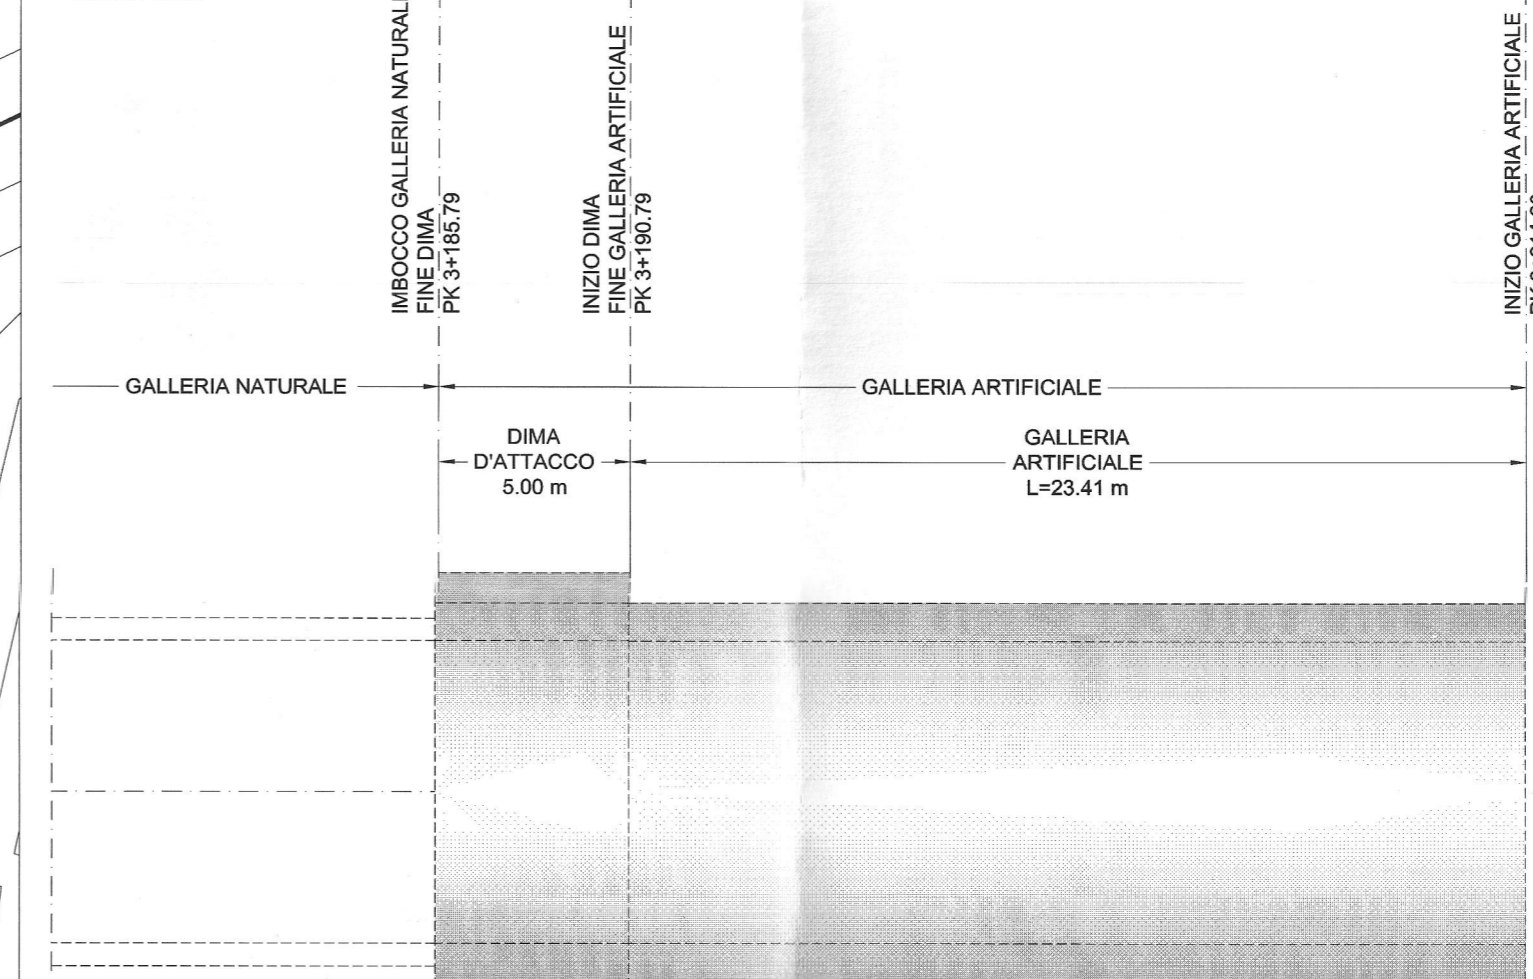 IMBOCCO GALLERIA NATURALE
FINE DIMA
PK 3+185.79
INIZIO DIMA
FINE GALLERIA ARTIFICIALE
PK 3+190.79
INIZIO GALLERIA ARTIFICIALE
GALLERIA NATURALE
GALLERIA ARTIFICIALE
DIMA
D'ATTACCO
5.00 m
GALLERIA
ARTIFICIALE
L=23.41 m